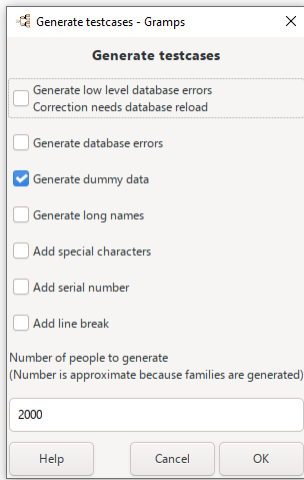 Generate testcases - Gramps
Generate testcases
Generate low level database errors
Correction needs database reload
Generate database errors
Generate dummy data
Generate long names
Add special characters
Add serial number
Add line break
Number of people to generate
(Number is approximate because families are generated)
2000
Help Cancel OK